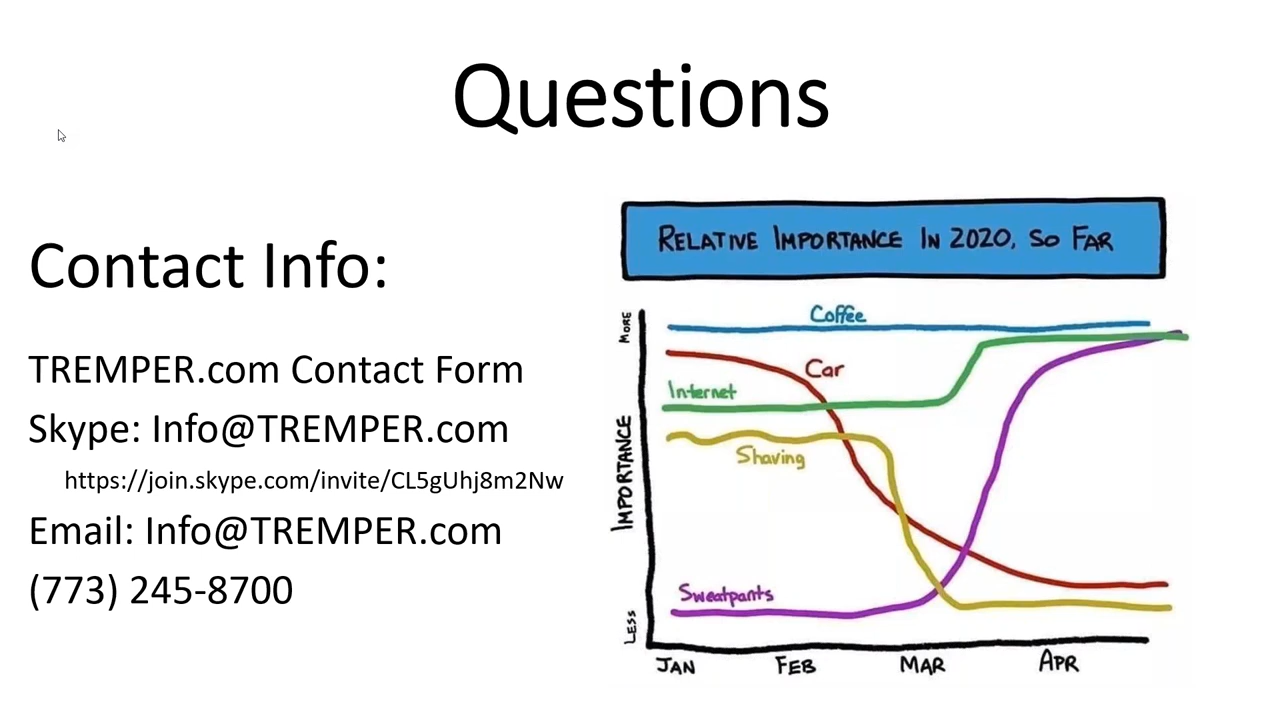 Questions
Contact Info:
TREMPER.com Contact Form
Skype: Info@TREMPER.com
https://join.skype.com/invite/CL5gUhj8m2Nw
Email: Info@TREMPER.com
(773) 245-8700
RELATIVE IMPORTANCE IN 2020, SO FAR
MORE
IMPORTANCE
LESS
Coffee
Car
Internet
Shaving
Sweatpants
JAN FEB MAR APR